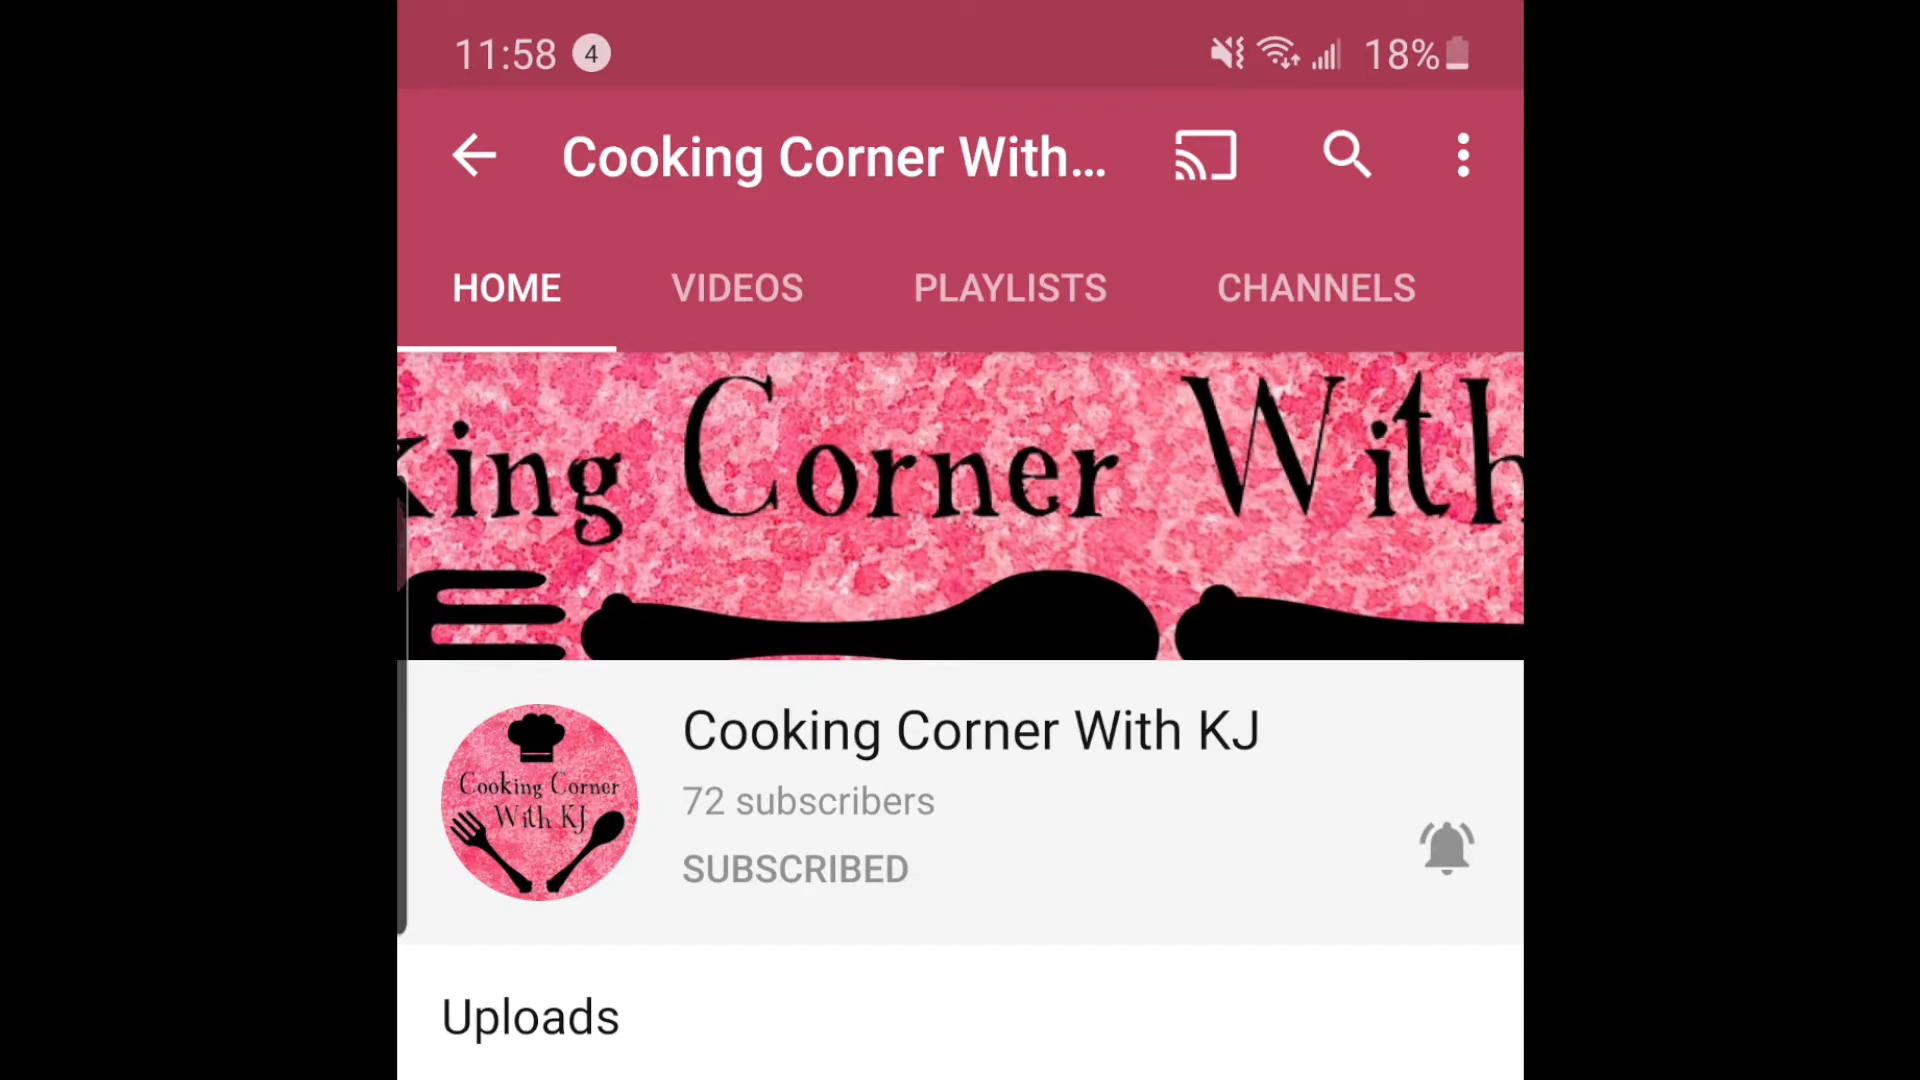 11:58 4 18%
Cooking Corner With...
HOME VIDEOS PLAYLISTS CHANNELS
king Corner With
Cooking Corner With KJ
72 subscribers
SUBSCRIBED
Cooking Corner
With KJ
Uploads